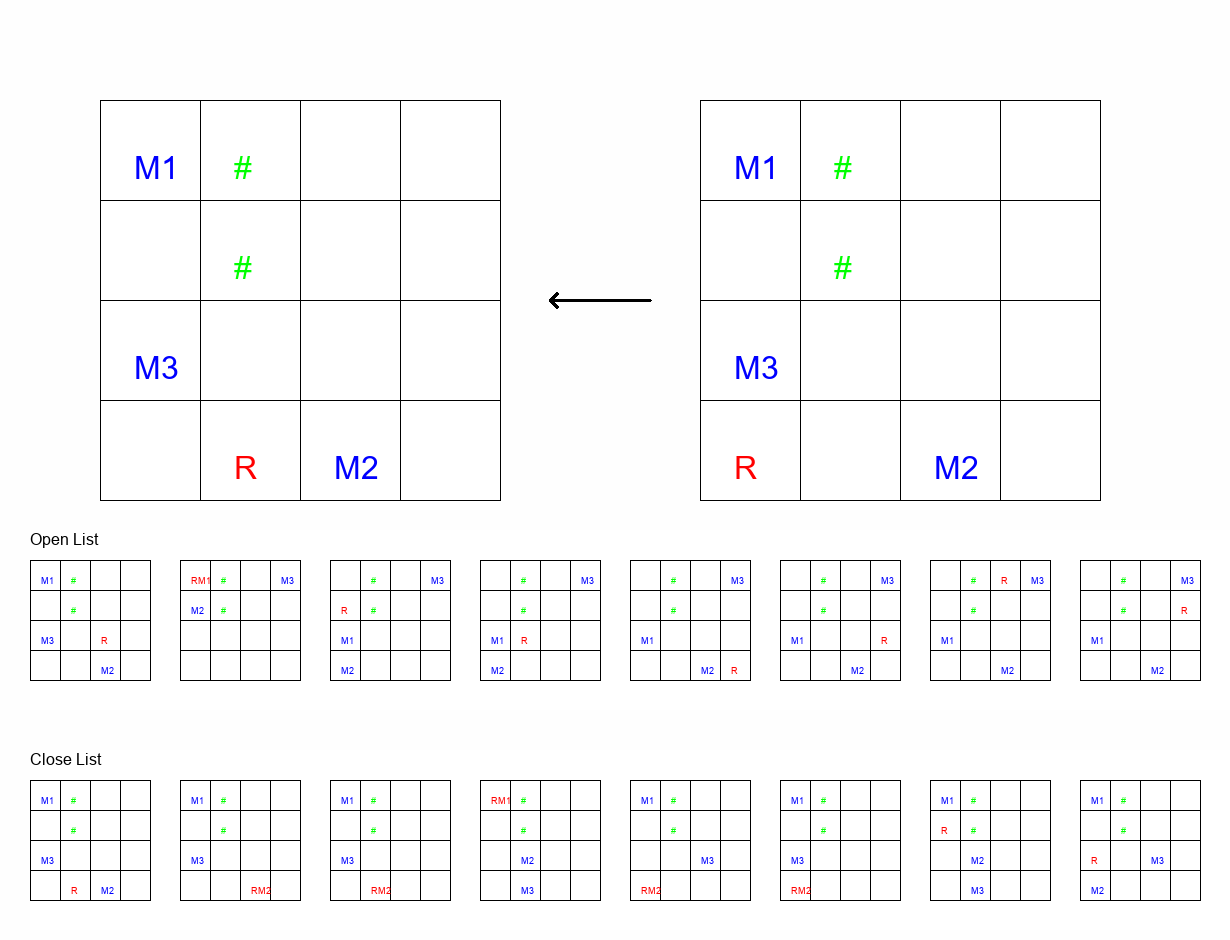 M1 # M1 #
# #
M3 M3
R M2 R M2
Open List
M1 # RM1 # M3 # M3 # M3 # M3 # M3 # R M3 # M3
# M2 # R # # # # # # R
M3 R M1 M1 R M1 M1 R M1 M1
M2 M2 M2 M2 R M2 M2 M2
Close List
M1 # M1 # M1 # RM1 # M1 # M1 # M1 # M1 #
# # # # # # R # #
M3 M3 M3 M2 M3 M3 M2 R M3
R M2 RM2 RM2 M3 RM2 RM2 M3 M2